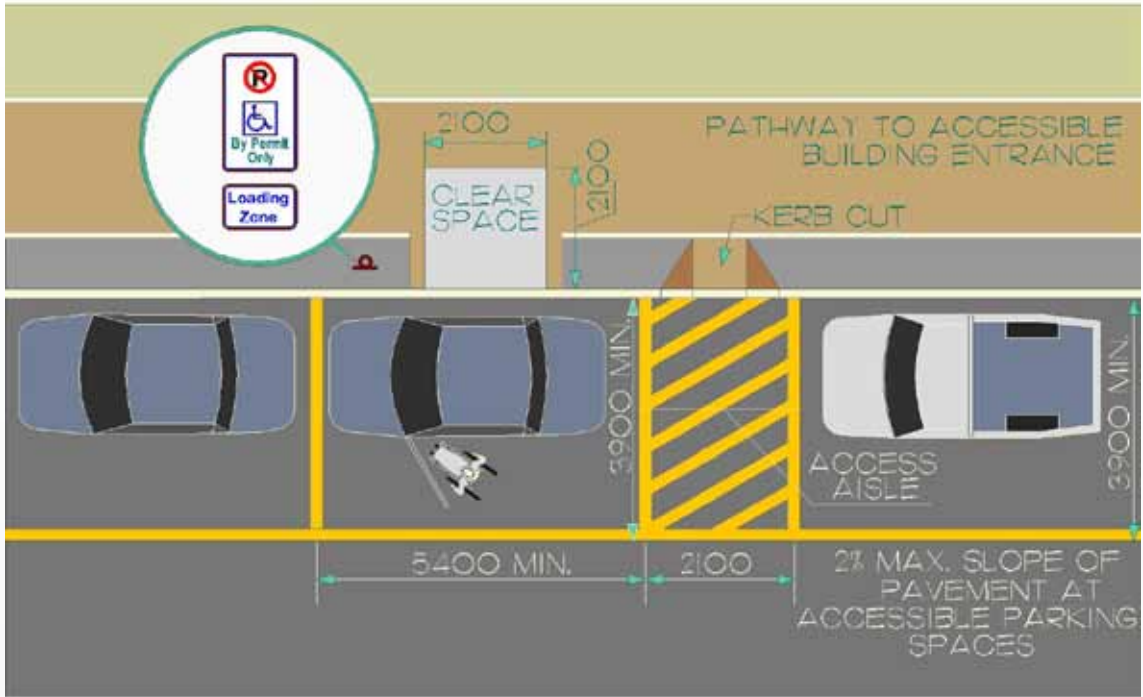 P
By Permit
Only
Loading
Zone
2100
2100
CLEAR
SPACE
PATHWAY TO ACCESSIBLE
BUILDING ENTRANCE
KERB CUT
3900 MIN.
ACCESS
AISLE
3900 MIN.
5400 MIN.
2100
2% MAX. SLOPE OF
PAVEMENT AT
ACCESSIBLE PARKING
SPACES